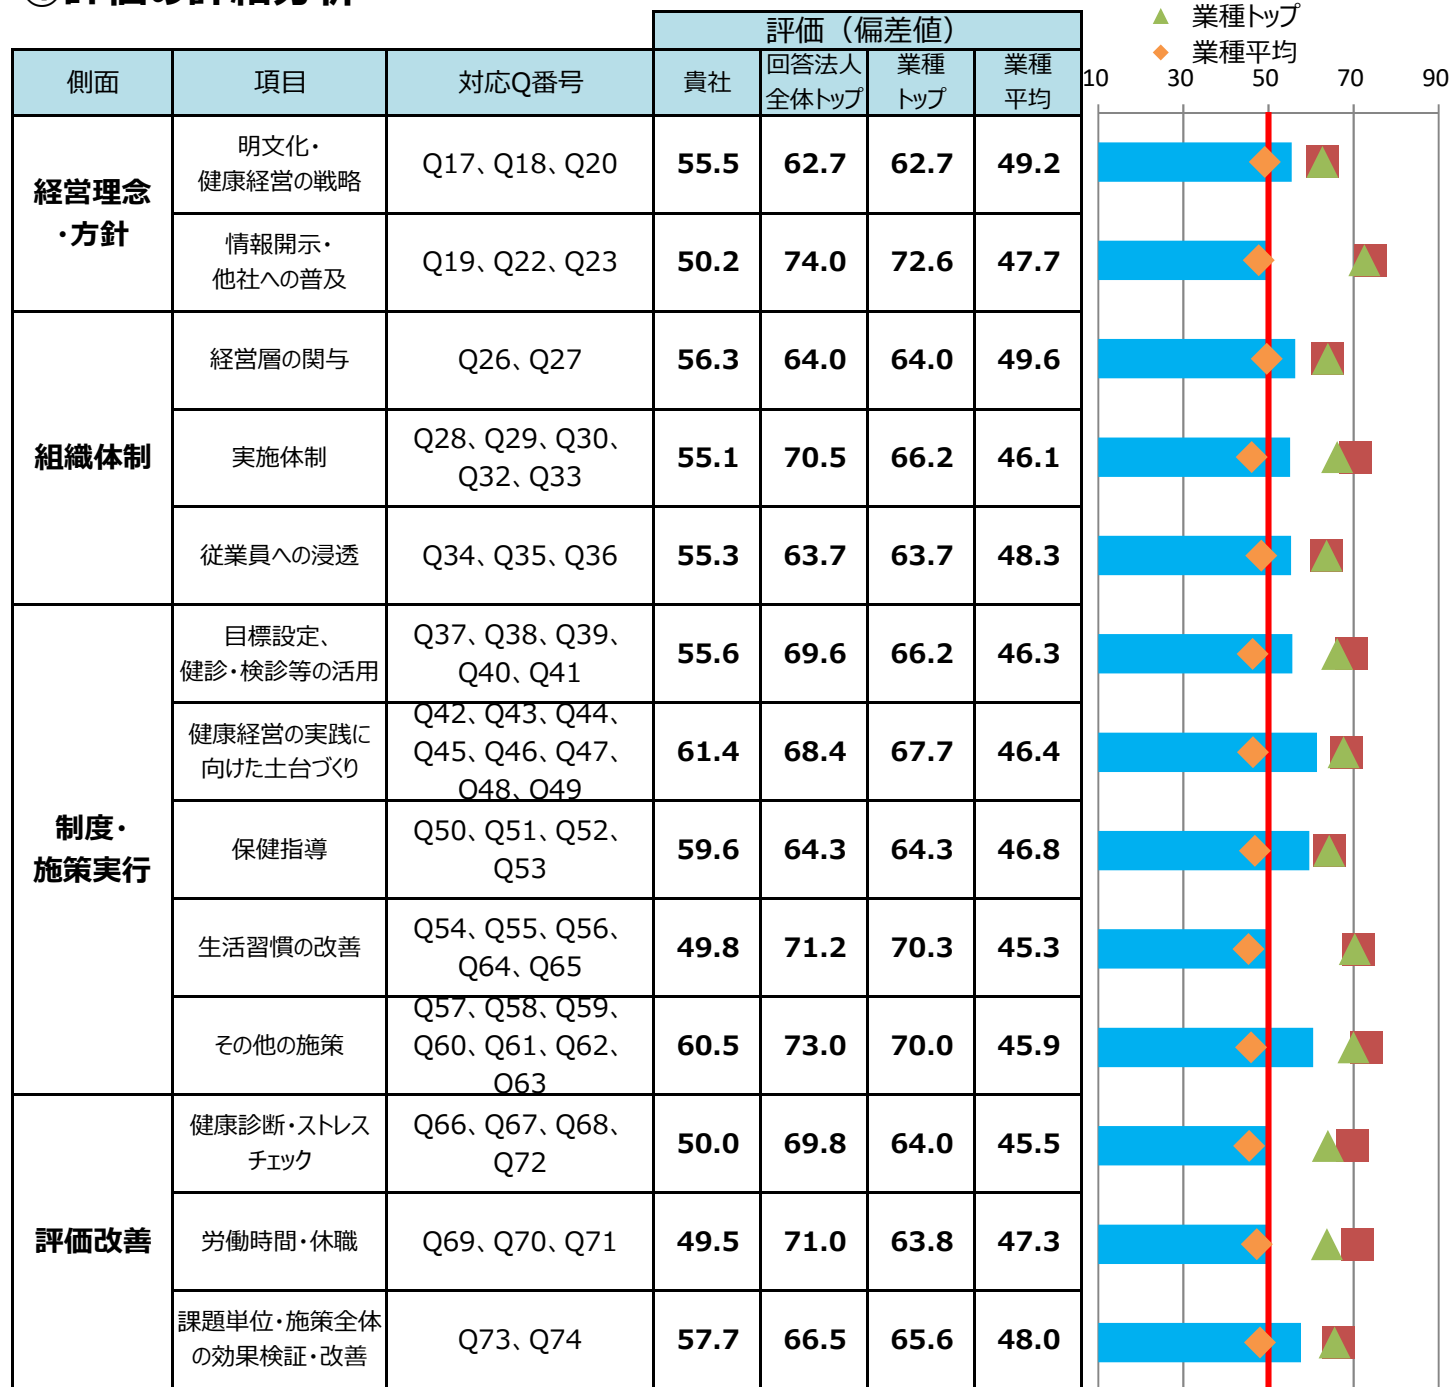 ①評価の詳細分析
▲ 業種トップ
◆ 業種平均
評価（偏差値）
側面 項目 対応Q番号 貴社 回答法人 業種 業種
全体トップ トップ 平均
10 30 50 70 90
経営理念
・方針
明文化・
健康経営の戦略
Q17、Q18、Q20 55.5 62.7 62.7 49.2
情報開示・
他社への普及
Q19、Q22、Q23 50.2 74.0 72.6 47.7
組織体制
経営層の関与 Q26、Q27 56.3 64.0 64.0 49.6
実施体制
Q28、Q29、Q30、
Q32、Q33
55.1 70.5 66.2 46.1
従業員への浸透 Q34、Q35、Q36 55.3 63.7 63.7 48.3
制度・
施策実行
目標設定、
健診・検診等の活用
Q37、Q38、Q39、
Q40、Q41
55.6 69.6 66.2 46.3
健康経営の実践に
向けた土台づくり
Q42、Q43、Q44、
Q45、Q46、Q47、
Q48、Q49
61.4 68.4 67.7 46.4
保健指導
Q50、Q51、Q52、
Q53
59.6 64.3 64.3 46.8
生活習慣の改善
Q54、Q55、Q56、
Q64、Q65
49.8 71.2 70.3 45.3
その他の施策
Q57、Q58、Q59、
Q60、Q61、Q62、
Q63
60.5 73.0 70.0 45.9
評価改善
健康診断・ストレス
チェック
Q66、Q67、Q68、
Q72
50.0 69.8 64.0 45.5
労働時間・休職 Q69、Q70、Q71 49.5 71.0 63.8 47.3
課題単位・施策全体
の効果検証・改善
Q73、Q74 57.7 66.5 65.6 48.0